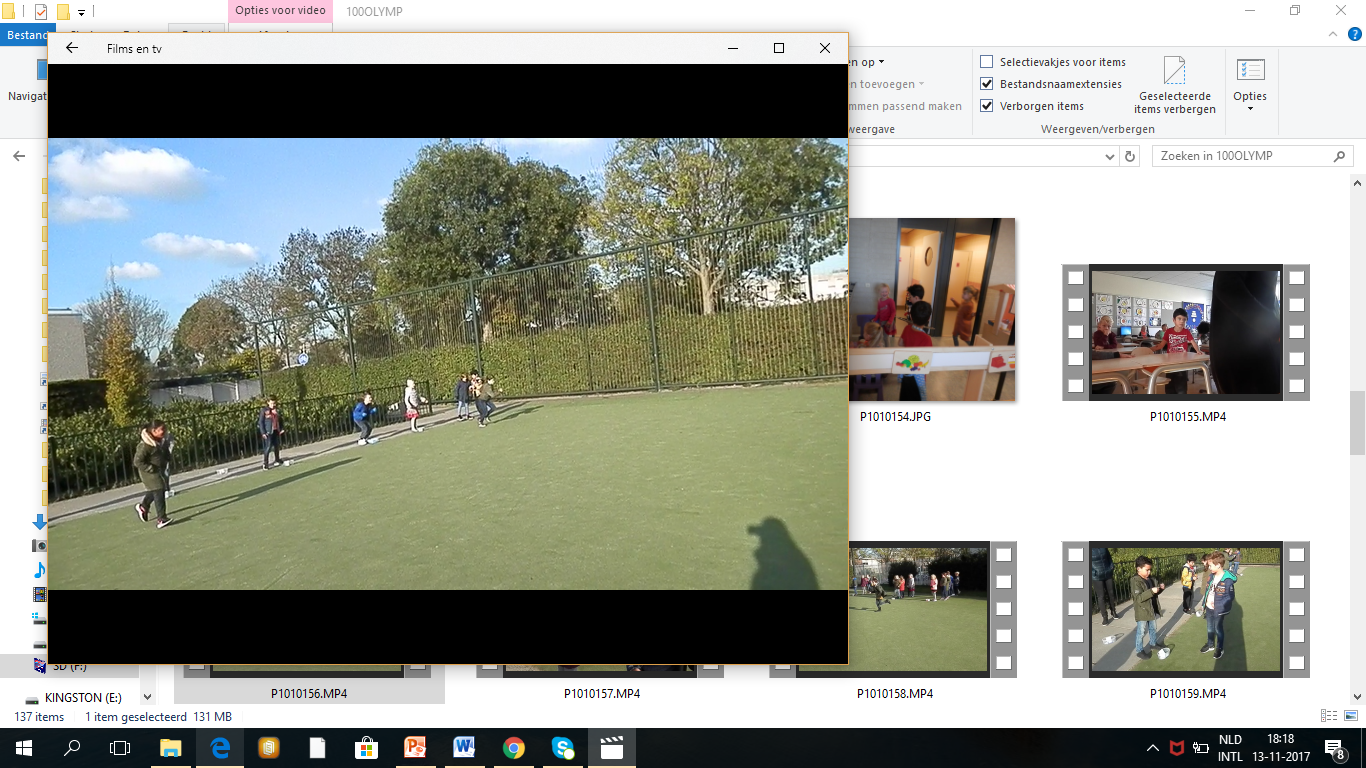 Opties voor video
100OLYMP
Bestand
Films en tv
Navigat
en op
en toevoegen
mmen passend maken
weergave
Selectievakjes voor items
Bestandsnaamextensies
Verborgen items
Geselecteerde
items verbergen
Opties
Weergeven/verbergen
Zoeken in 100OLYMP
P1010154.JPG
P1010155.MP4
SD (F:)
KINGSTON (E:)
P1010156.MP4
P1010157.MP4
P1010158.MP4
P1010159.MP4
137 items
1 item geselecteerd 131 MB
NLD
INTL
18:18
13-11-2017
8